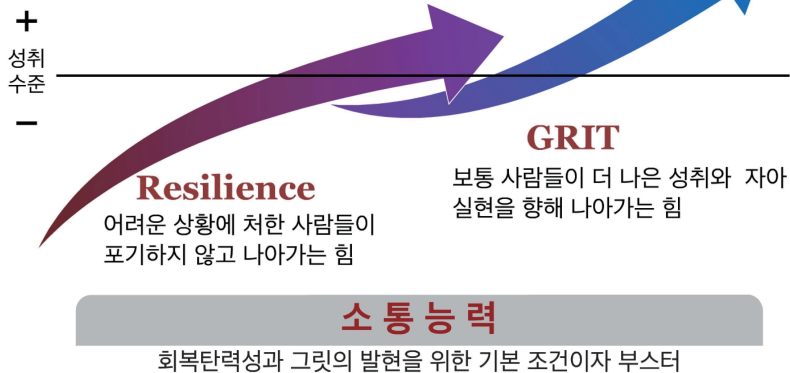 +
성취
수준
−
GRIT
보통 사람들이 더 나은 성취와 자아
실현을 향해 나아가는 힘
Resilience
어려운 상황에 처한 사람들이
포기하지 않고 나아가는 힘
소통능력
회복탄력성과 그릿의 발현을 위한 기본 조건이자 부스터